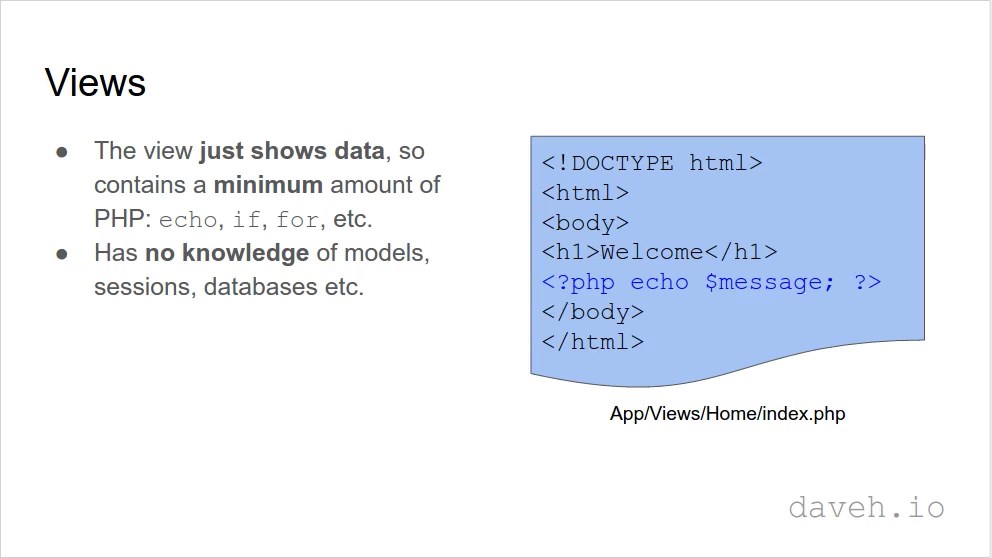 Views
● The view just shows data, so
contains a minimum amount of
PHP: echo, if, for, etc.
● Has no knowledge of models,
sessions, databases etc.
<!DOCTYPE html>
<html>
<body>
<h1>Welcome</h1>
<?php echo $message; ?>
</body>
</html>
App/Views/Home/index.php
daveh.io